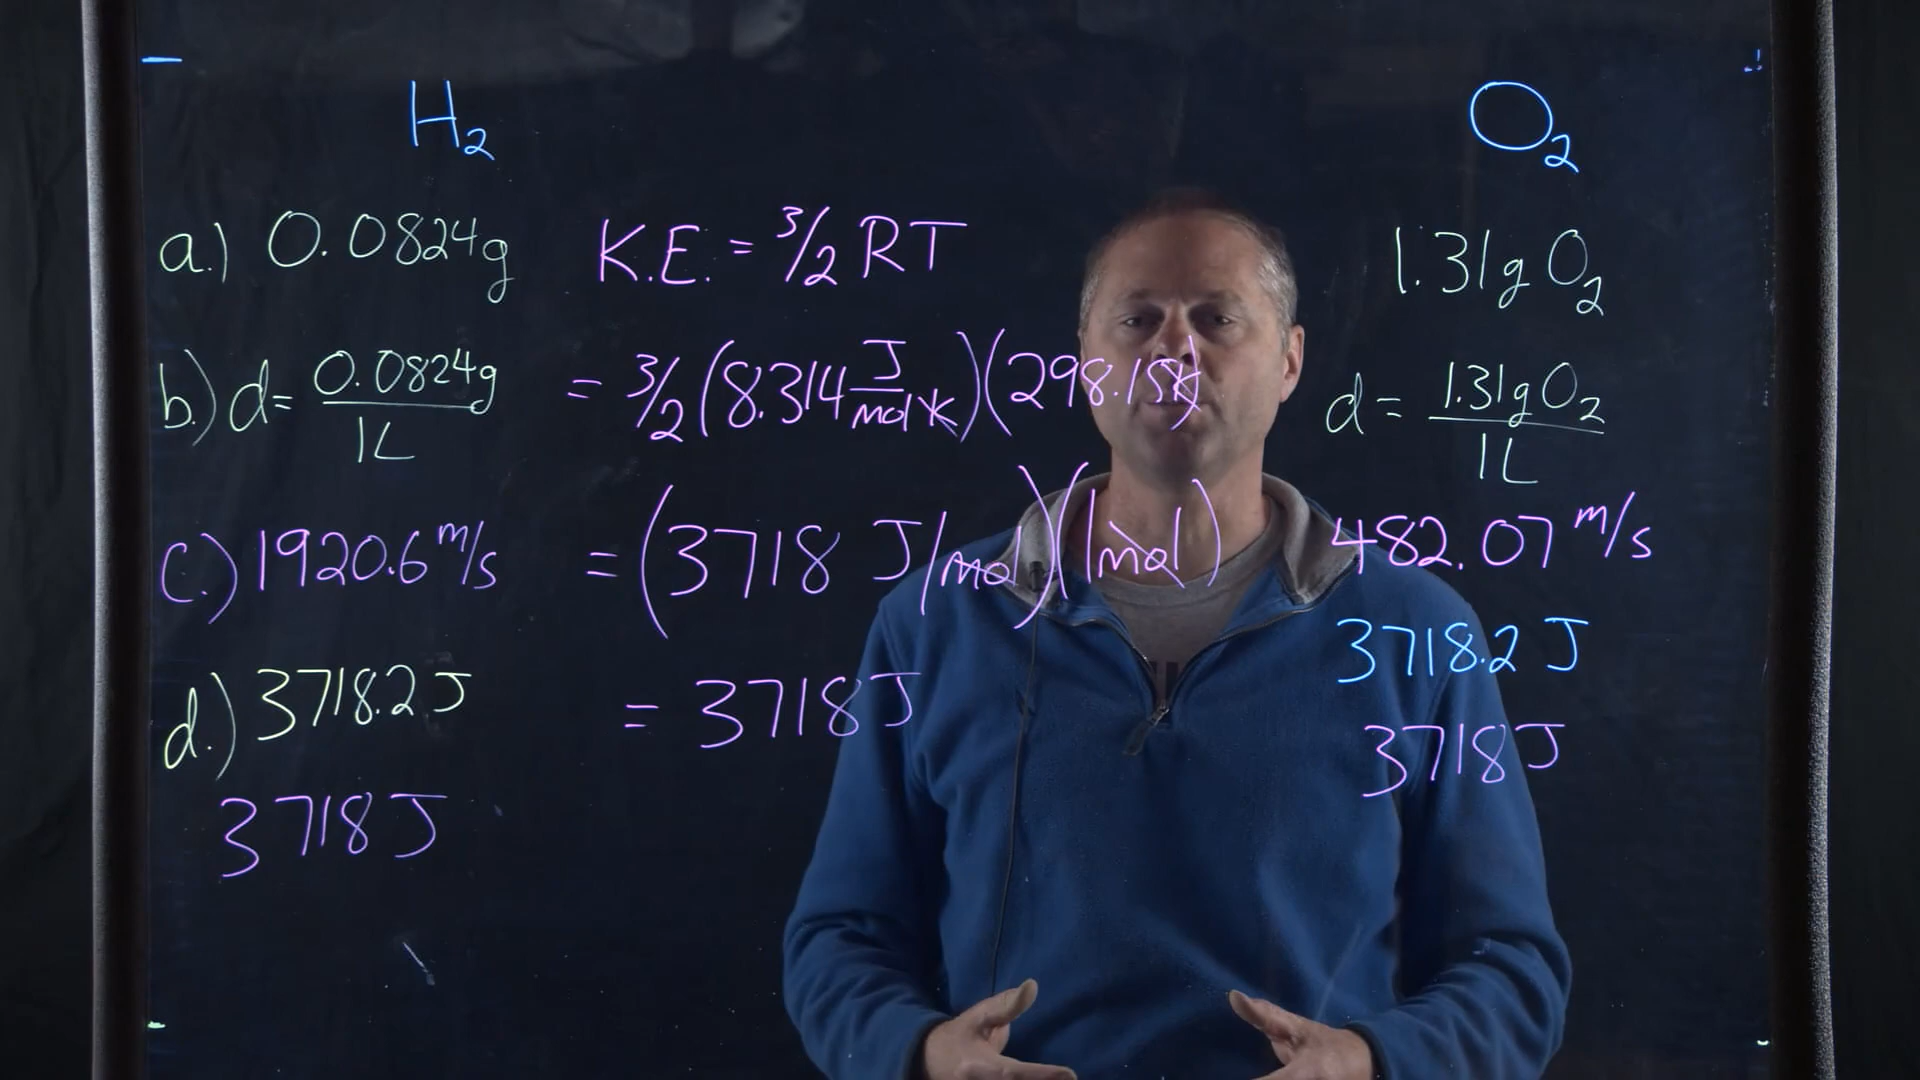 H₂
O₂
a.) 0.0824g
K.E. = 3/2 RT
1.31g O₂
b.) d = 0.0824g / 1L
= 3/2 (8.314 J / mol K)(298.15K)
d = 1.31g O₂ / 1L
c.) 1920.6 m/s
= (3718 J/mol)(1mol)
482.07 m/s
d.) 3718.2 J
= 3718 J
3718.2 J
3718 J
3718 J